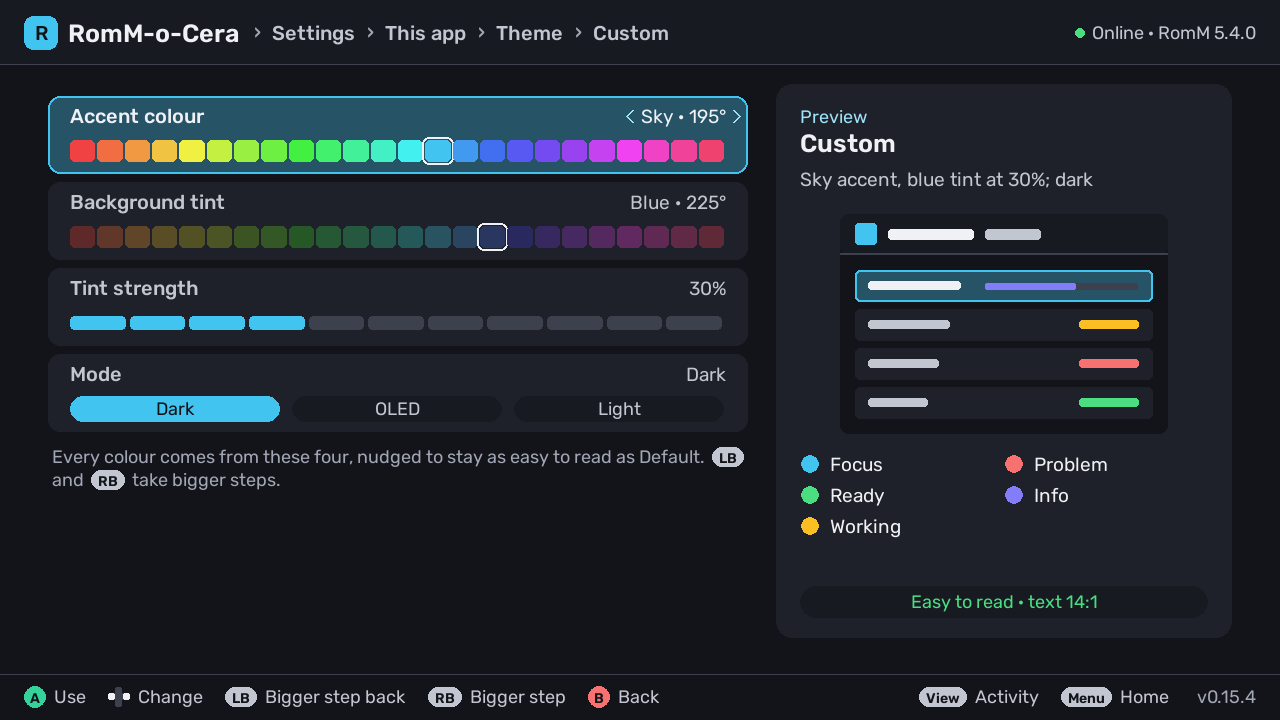 R RomM-o-Cera › Settings › This app › Theme › Custom
Online • RomM 5.4.0
Accent colour
Sky • 195°
Background tint
Blue • 225°
Tint strength
30%
Mode
Dark
Dark
OLED
Light
Every colour comes from these four, nudged to stay as easy to read as Default. LB
and RB take bigger steps.
Preview
Custom
Sky accent, blue tint at 30%; dark
Focus
Problem
Ready
Info
Working
Easy to read • text 14:1
A Use
Change
LB Bigger step back
RB Bigger step
B Back
View Activity
Menu Home
v0.15.4